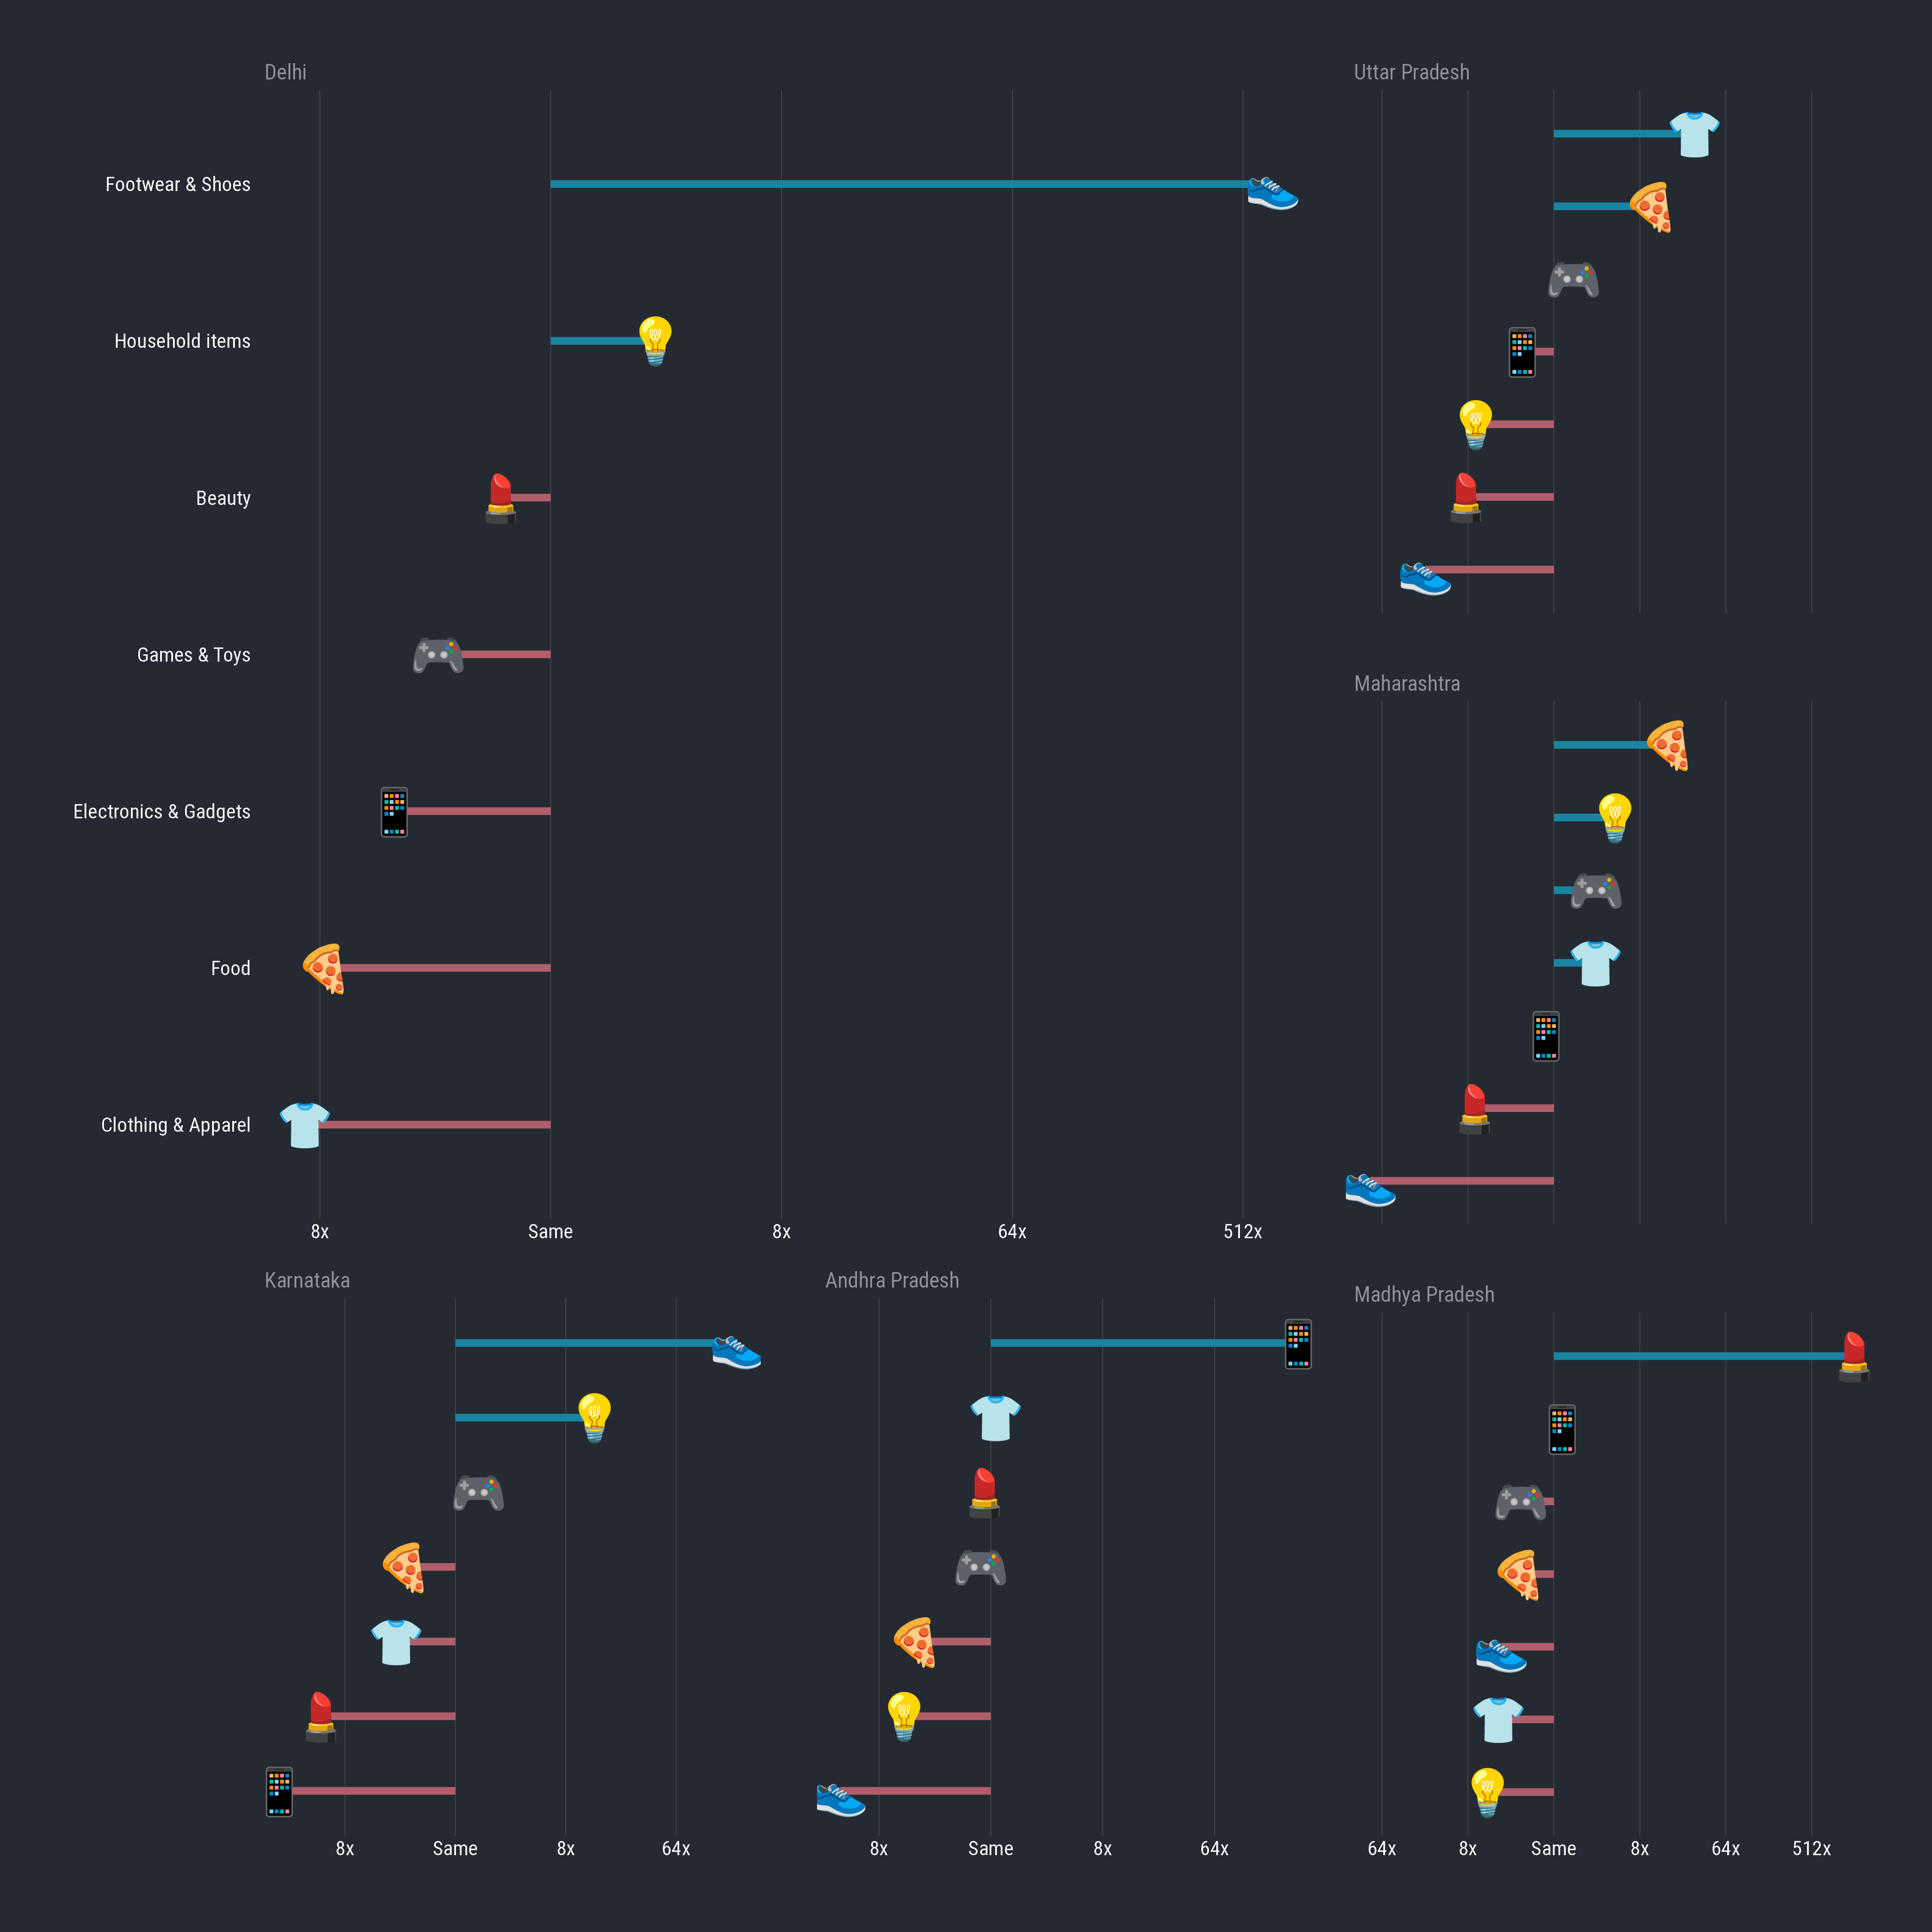 Delhi
Footwear & Shoes
Household items
Beauty
Games & Toys
Electronics & Gadgets
Food
Clothing & Apparel
8x Same 8x 64x 512x
Uttar Pradesh
Maharashtra
Karnataka
8x Same 8x 64x
Andhra Pradesh
8x Same 8x 64x
Madhya Pradesh
64x 8x Same 8x 64x 512x